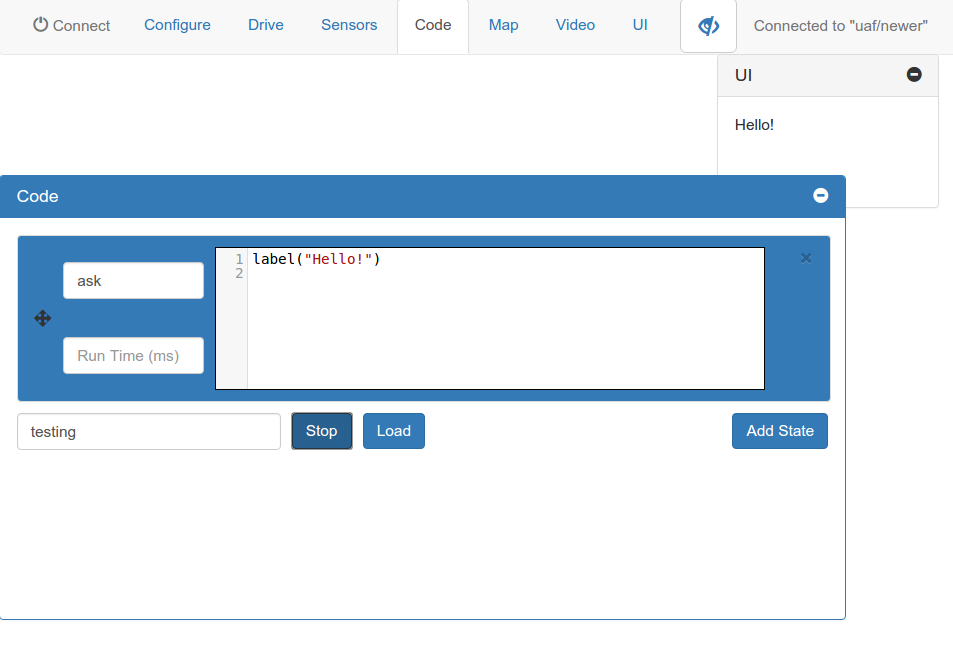 Connect Configure Drive Sensors Code Map Video UI Connected to "uaf/newer"
UI
Hello!
Code
ask
1 label("Hello!")
2
Run Time (ms)
testing Stop Load Add State